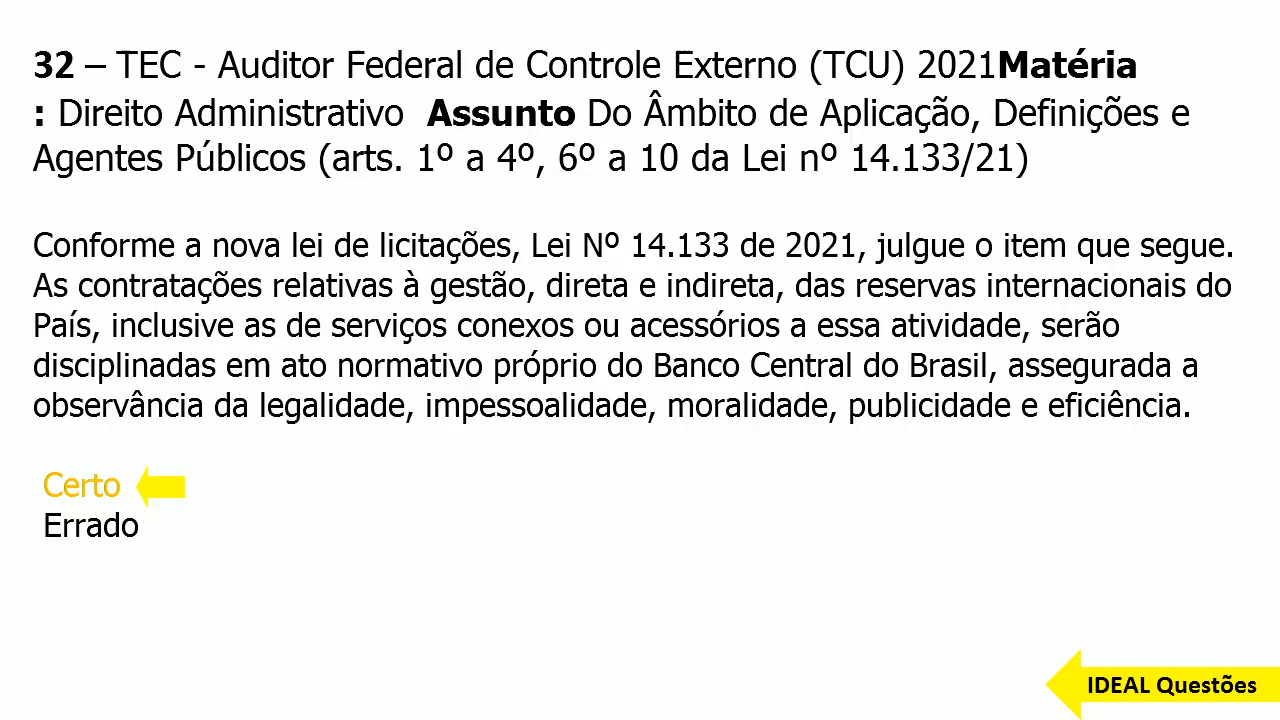 32 – TEC - Auditor Federal de Controle Externo (TCU) 2021Matéria
: Direito Administrativo  Assunto Do Âmbito de Aplicação, Definições e
Agentes Públicos (arts. 1º a 4º, 6º a 10 da Lei nº 14.133/21)
Conforme a nova lei de licitações, Lei Nº 14.133 de 2021, julgue o item que segue.
As contratações relativas à gestão, direta e indireta, das reservas internacionais do
País, inclusive as de serviços conexos ou acessórios a essa atividade, serão
disciplinadas em ato normativo próprio do Banco Central do Brasil, assegurada a
observância da legalidade, impessoalidade, moralidade, publicidade e eficiência.
Certo
Errado
IDEAL Questões